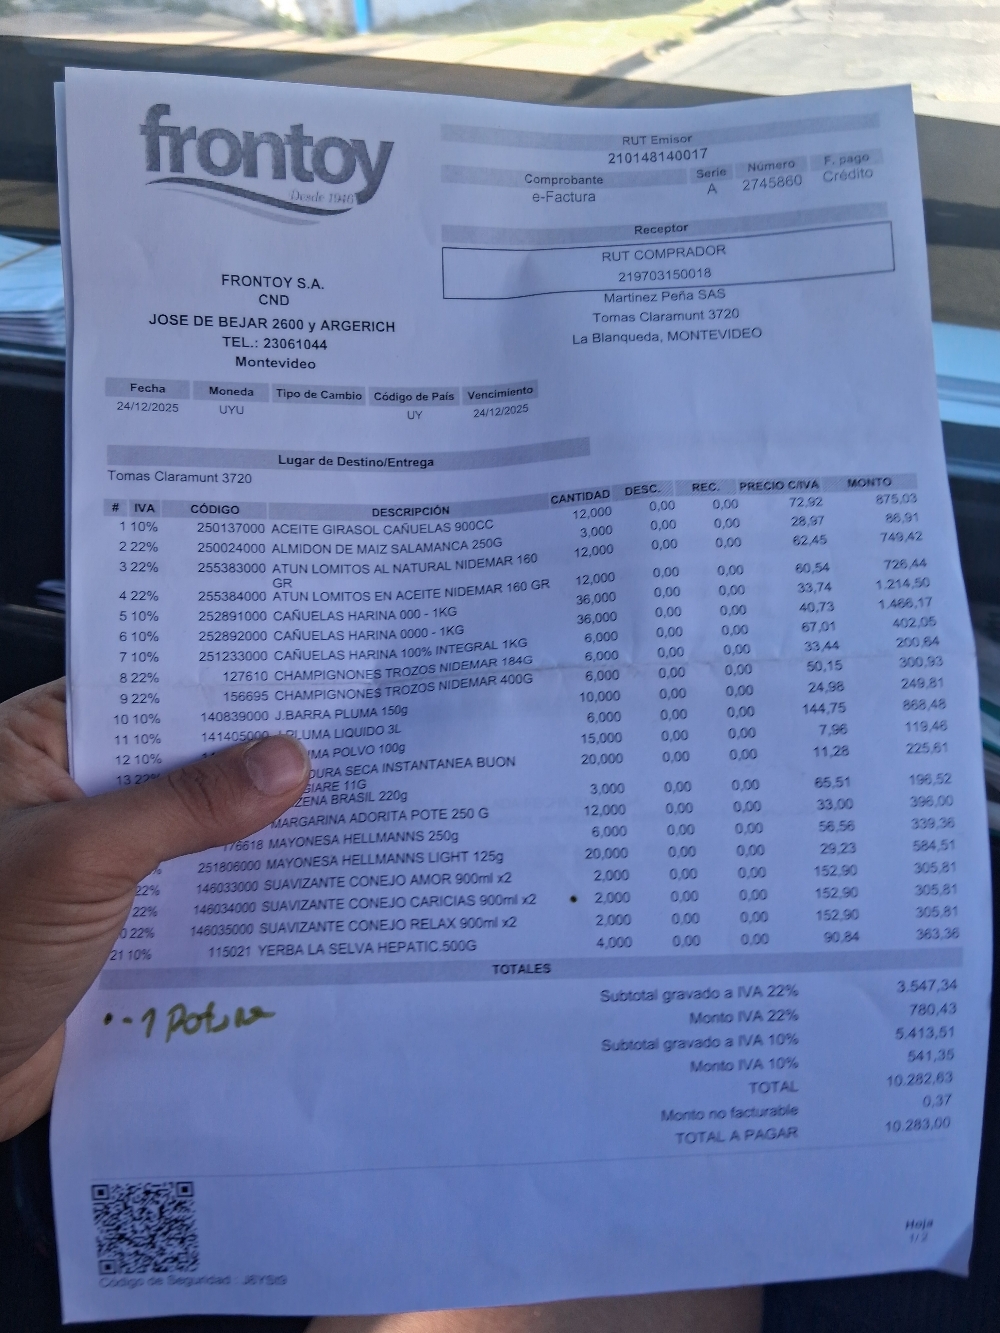 frontoy
Desde 1946
RUT Emisor
210148140017
Comprobante Serie Número F. pago
e-Factura A 2745860 Crédito
Receptor
RUT COMPRADOR
219703150018
Martinez Peña SAS
Tomas Claramunt 3720
La Blanqueda, MONTEVIDEO
FRONTOY S.A.
CND
JOSE DE BEJAR 2600 y ARGERICH
TEL.: 23061044
Montevideo
Fecha Moneda Tipo de Cambio Código de País Vencimiento
24/12/2025 UYU UY 24/12/2025
Lugar de Destino/Entrega
Tomas Claramunt 3720
# IVA CÓDIGO DESCRIPCIÓN CANTIDAD DESC. REC. PRECIO C/IVA MONTO
1 10% 250137000 ACEITE GIRASOL CAÑUELAS 900CC 12,000 0,00 0,00 72,92 875,03
2 22% 250024000 ALMIDON DE MAIZ SALAMANCA 250G 3,000 0,00 0,00 28,97 86,91
3 22% 255383000 ATUN LOMITOS AL NATURAL NIDEMAR 160 12,000 0,00 0,00 62,45 749,42
GR
4 22% 255384000 ATUN LOMITOS EN ACEITE NIDEMAR 160 GR 12,000 0,00 0,00 60,54 726,44
5 10% 252891000 CAÑUELAS HARINA 000 - 1KG 36,000 0,00 0,00 33,74 1.214,50
6 10% 252892000 CAÑUELAS HARINA 0000 - 1KG 36,000 0,00 0,00 40,73 1.466,17
7 10% 251233000 CAÑUELAS HARINA 100% INTEGRAL 1KG 6,000 0,00 0,00 67,01 402,05
8 22% 127610 CHAMPIGNONES TROZOS NIDEMAR 184G 6,000 0,00 0,00 33,44 200,64
9 22% 156695 CHAMPIGNONES TROZOS NIDEMAR 400G 6,000 0,00 0,00 50,15 300,93
10 10% 140839000 J.BARRA PLUMA 150g 10,000 0,00 0,00 24,98 249,81
11 10% 141405000 PLUMA LIQUIDO 3L 6,000 0,00 0,00 144,75 868,48
12 10% POLVO 100g 15,000 0,00 0,00 7,96 119,46
13 22% SECA INSTANTANEA BUON 20,000 0,00 0,00 11,28 225,61
11G
BRASIL 220g 3,000 0,00 0,00 65,51 196,52
MARGARINA ADORITA POTE 250 G 12,000 0,00 0,00 33,00 396,00
176618 MAYONESA HELLMANNS 250g 6,000 0,00 0,00 56,56 339,36
251806000 MAYONESA HELLMANNS LIGHT 125g 20,000 0,00 0,00 29,23 584,51
22% 146033000 SUAVIZANTE CONEJO AMOR 900ml x2 2,000 0,00 0,00 152,90 305,81
22% 146034000 SUAVIZANTE CONEJO CARICIAS 900ml x2 2,000 0,00 0,00 152,90 305,81
22% 146035000 SUAVIZANTE CONEJO RELAX 900ml x2 2,000 0,00 0,00 152,90 305,81
21 10% 115021 YERBA LA SELVA HEPATIC.500G 4,000 0,00 0,00 90,84 363,36
TOTALES
Subtotal gravado a IVA 22% 3.547,34
Monto IVA 22% 780,43
Subtotal gravado a IVA 10% 5.413,51
Monto IVA 10% 541,35
TOTAL 10.282,63
Monto no facturable 0,37
TOTAL A PAGAR 10.283,00
Hoja
1/2
Código de Seguridad :